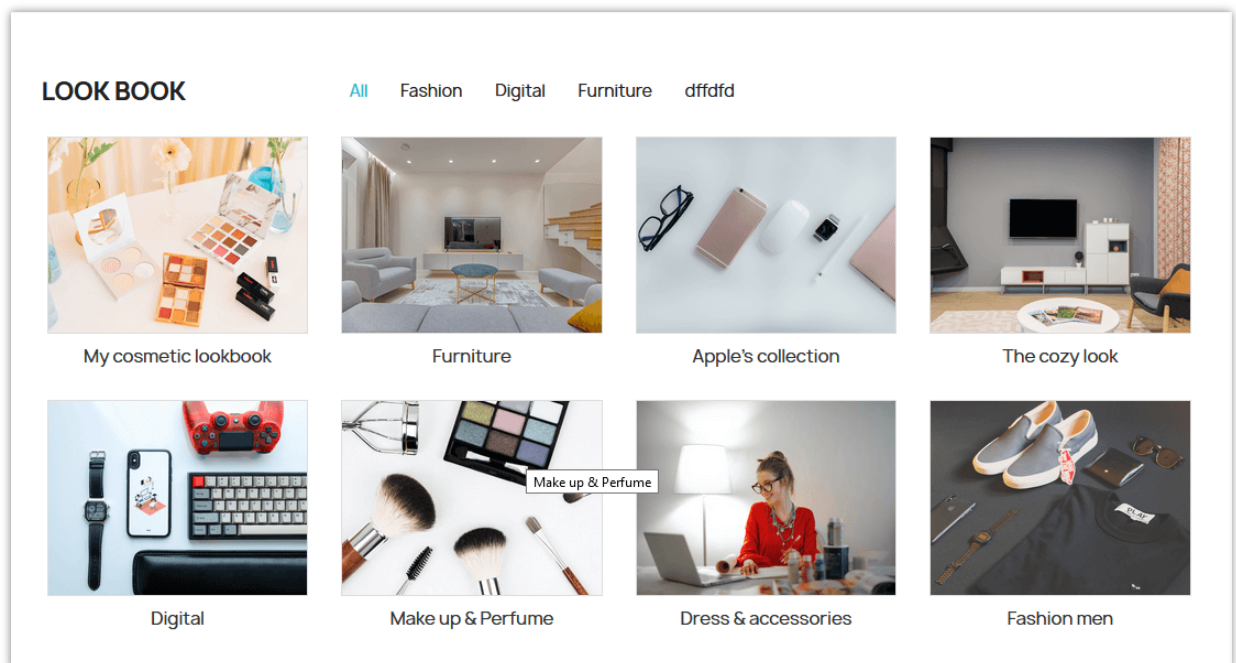 LOOK BOOK
All Fashion Digital Furniture dffdfd
My cosmetic lookbook Furniture Apple's collection The cozy look
Make up & Perfume
PLAY
Digital Make up & Perfume Dress & accessories Fashion men